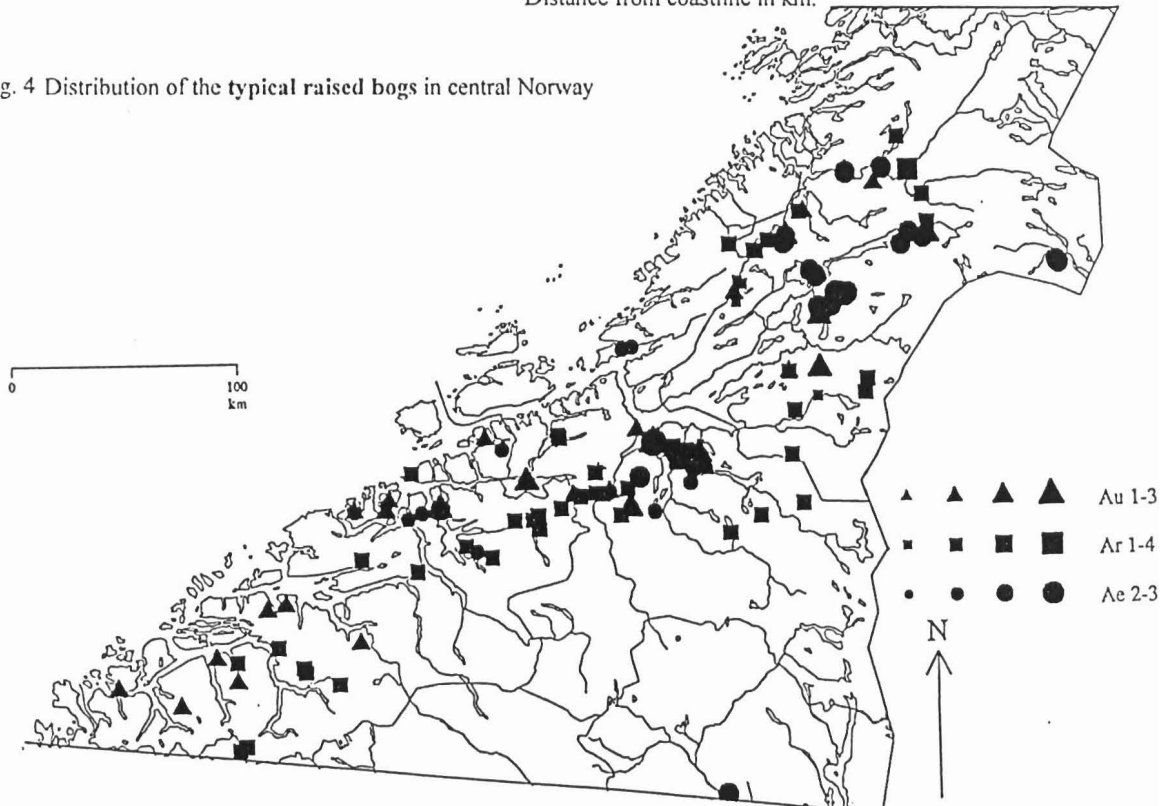 Distance from coastline in km.
g. 4 Distribution of the typical raised bogs in central Norway
0 100
km
Au 1-3
Ar 1-4
Ae 2-3
N